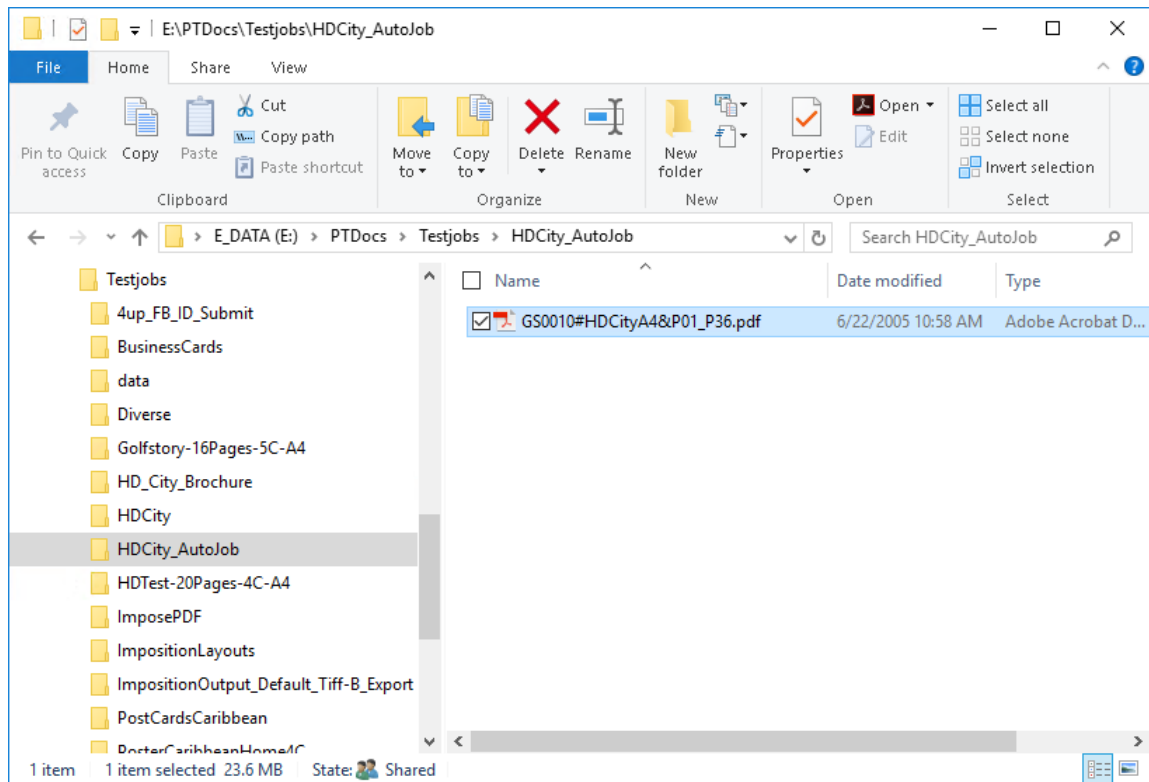 E:\PTDocs\Testjobs\HDCity_AutoJob
File Home Share View
Pin to Quick access
Copy
Paste
Cut
Copy path
Paste shortcut
Clipboard
Move to
Copy to
Delete
Rename
Organize
New folder
New
Properties
Open
Edit
Open
Select all
Select none
Invert selection
Select
E_DATA (E:) > PTDocs > Testjobs > HDCity_AutoJob
Search HDCity_AutoJob
Testjobs
4up_FB_ID_Submit
BusinessCards
data
Diverse
Golfstory-16Pages-5C-A4
HD_City_Brochure
HDCity
HDCity_AutoJob
HDTest-20Pages-4C-A4
ImposePDF
ImpositionLayouts
ImpositionOutput_Default_Tiff-B_Export
PostCardsCaribbean
PosterCaribbeanHome4C
Name Date modified Type
GS0010#HDCityA4&P01_P36.pdf 6/22/2005 10:58 AM Adobe Acrobat D...
1 item 1 item selected 23.6 MB State: Shared